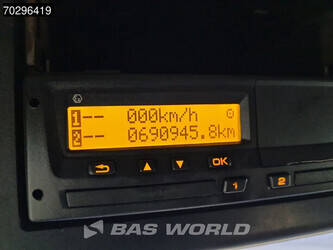 70296419
1-- 000km/h
2-- 0690945.8km
OK
1 2
BAS WORLD